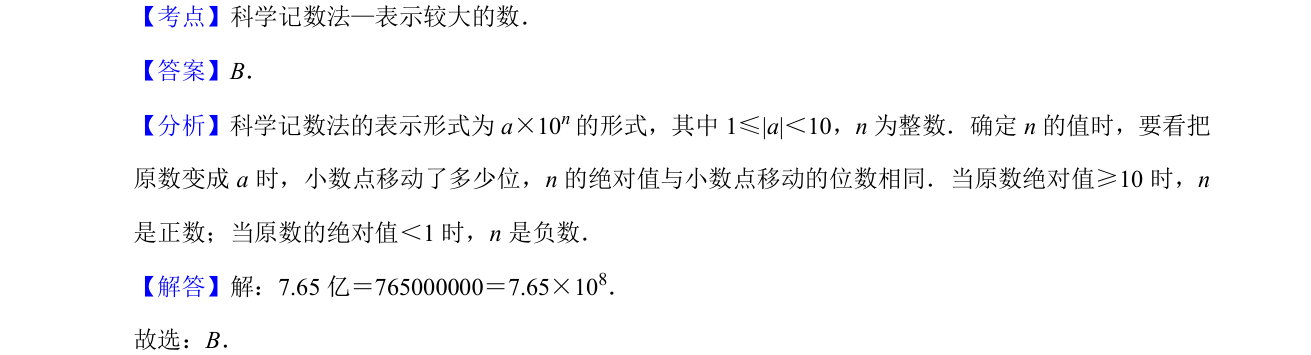 【考点】科学记数法—表示较大的数．
【答案】B．
【分析】科学记数法的表示形式为 a×10ⁿ 的形式，其中 1≤|a|＜10，n 为整数．确定 n 的值时，要看把
原数变成 a 时，小数点移动了多少位，n 的绝对值与小数点移动的位数相同．当原数绝对值≥10 时，n
是正数；当原数的绝对值＜1 时，n 是负数．
【解答】解：7.65 亿＝765000000＝7.65×10⁸．
故选：B．